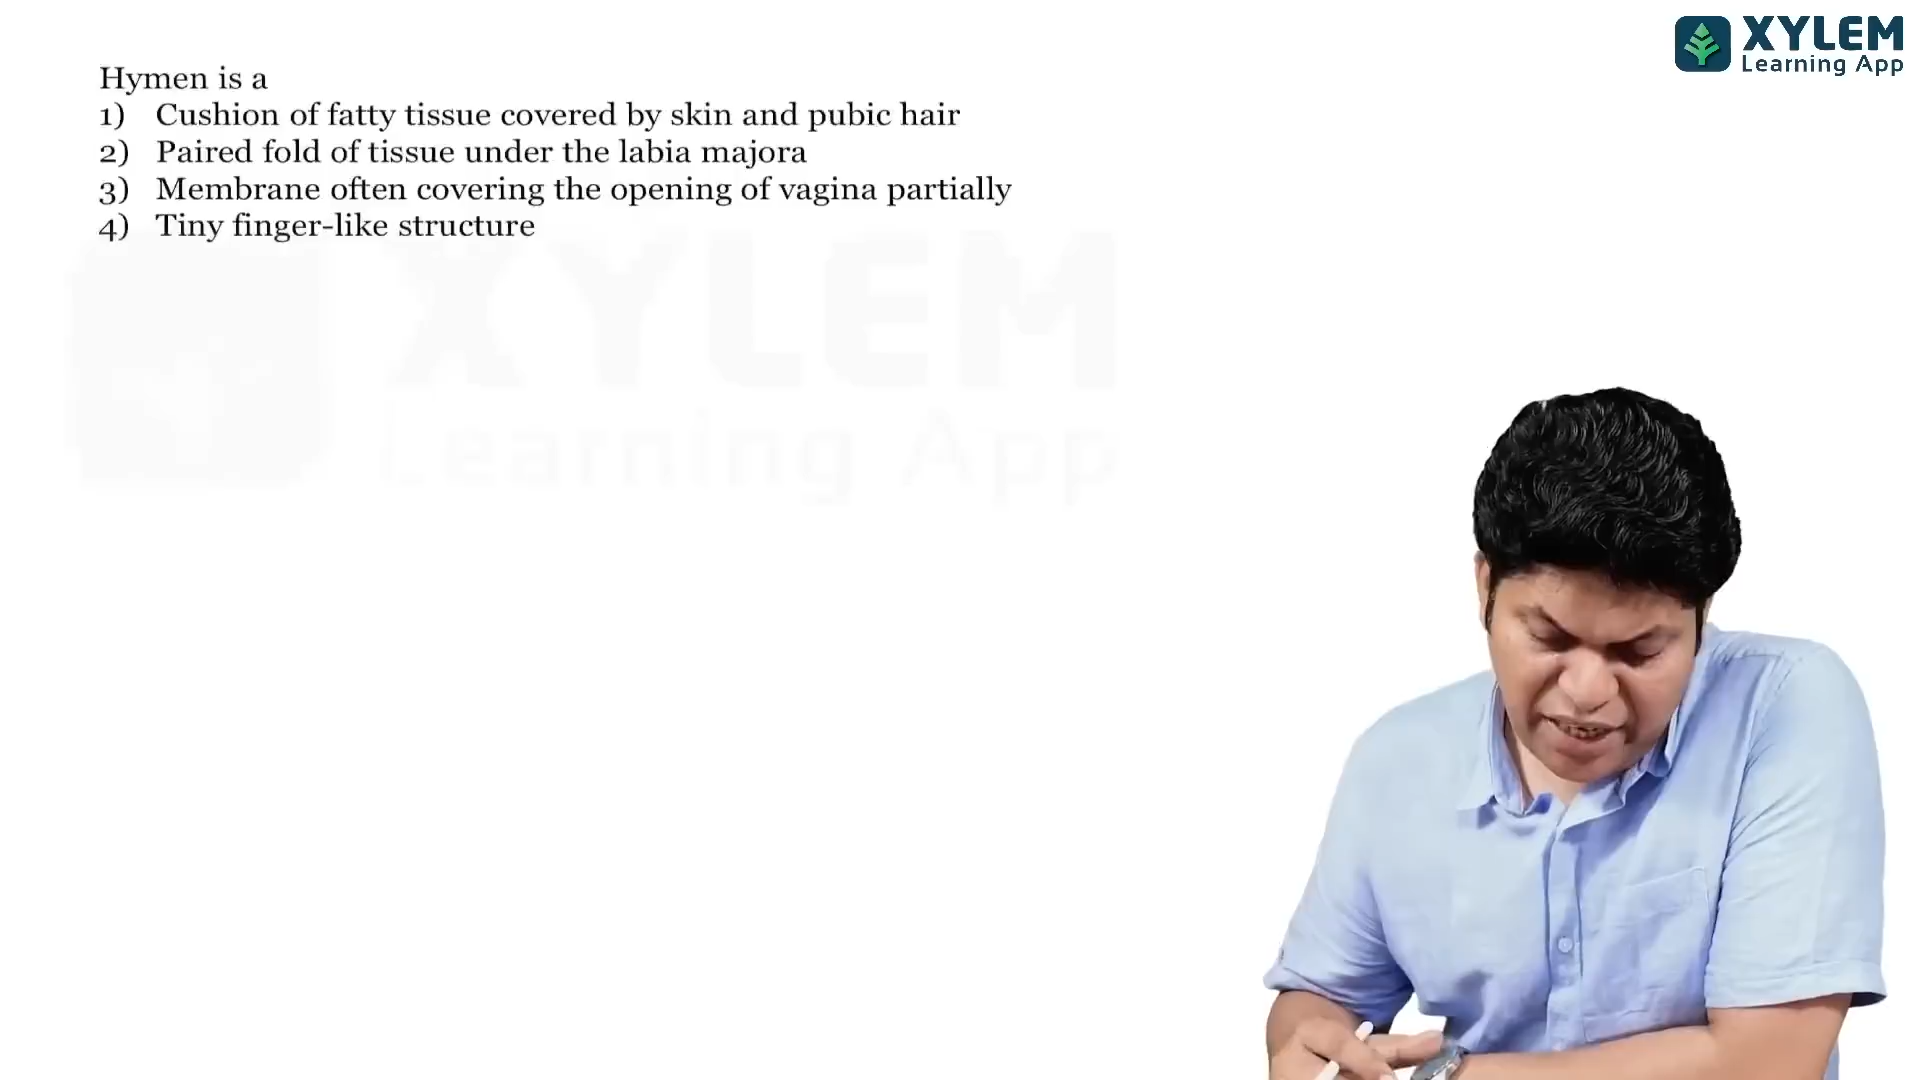 XYLEM
Learning App
Hymen is a
1) Cushion of fatty tissue covered by skin and pubic hair
2) Paired fold of tissue under the labia majora
3) Membrane often covering the opening of vagina partially
4) Tiny finger-like structure
XYLEM
Learning App